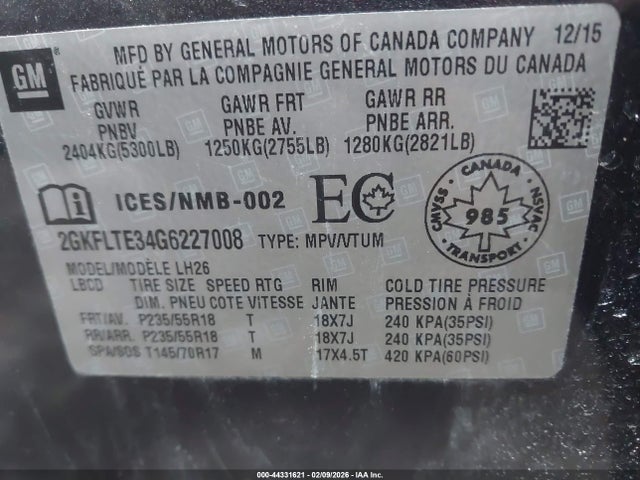 GM
MFD BY GENERAL MOTORS OF CANADA COMPANY 12/15
FABRIQUÉ PAR LA COMPAGNIE GENERAL MOTORS DU CANADA
GVWR GAWR FRT GAWR RR
PNBV PNBE AV. PNBE ARR.
2404KG(5300LB) 1250KG(2755LB) 1280KG(2821LB)
ICES/NMB-002 EC
CANADA
CMVSS 985 NSVAC
TRANSPORT
2GKFLTE34G6227008 TYPE: MPV/VTUM
MODEL/MODÈLE LH26
LBCD TIRE SIZE SPEED RTG RIM COLD TIRE PRESSURE
DIM. PNEU COTE VITESSE JANTE PRESSION À FROID
FRT/AV. P235/55R18 T 18X7J 240 KPA(35PSI)
RR/ARR. P235/55R18 T 18X7J 240 KPA(35PSI)
SPA/SOS T145/70R17 M 17X4.5T 420 KPA(60PSI)
000-44331621 - 02/09/2026 - IAA Inc.